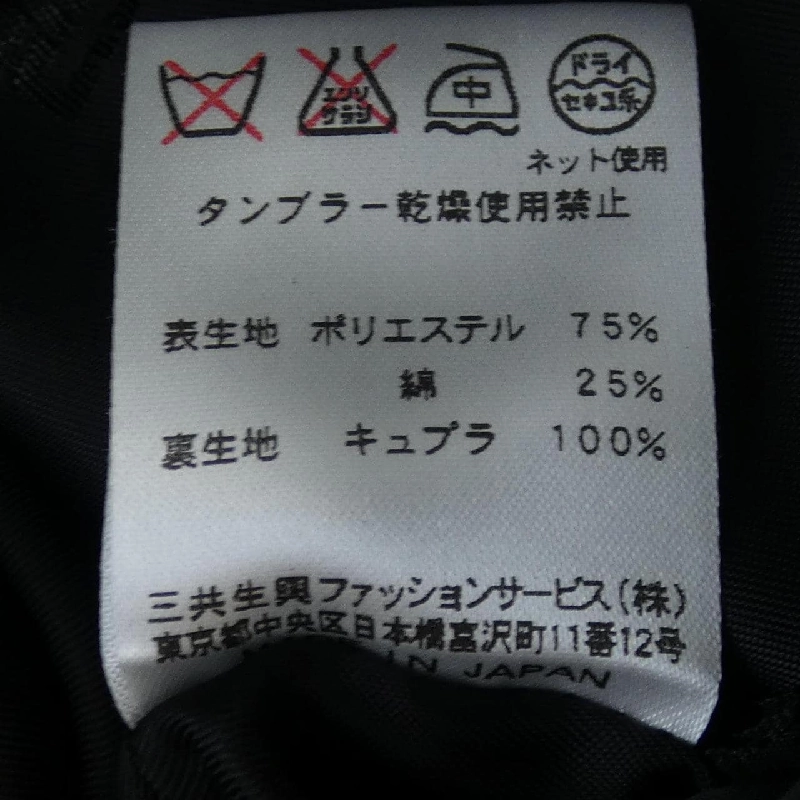 エンソ サラシ
中
ドライ
セキユ系
ネット使用
タンブラー乾燥使用禁止
表生地 ポリエステル 75%
綿 25%
裏生地 キュプラ 100%
三共生興ファッションサービス(株)
東京都中央区日本橋富沢町11番12号
IN JAPAN